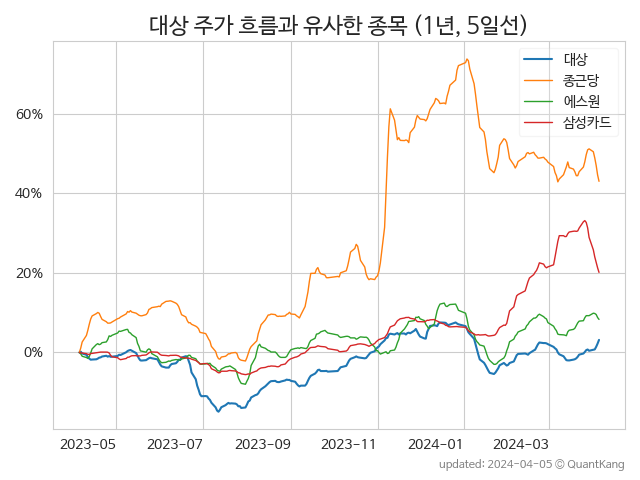 대상 주가 흐름과 유사한 종목 (1년, 5일선)
대상
종근당
에스원
삼성카드
60%
40%
20%
0%
2023-05 2023-07 2023-09 2023-11 2024-01 2024-03
updated: 2024-04-05 © QuantKang